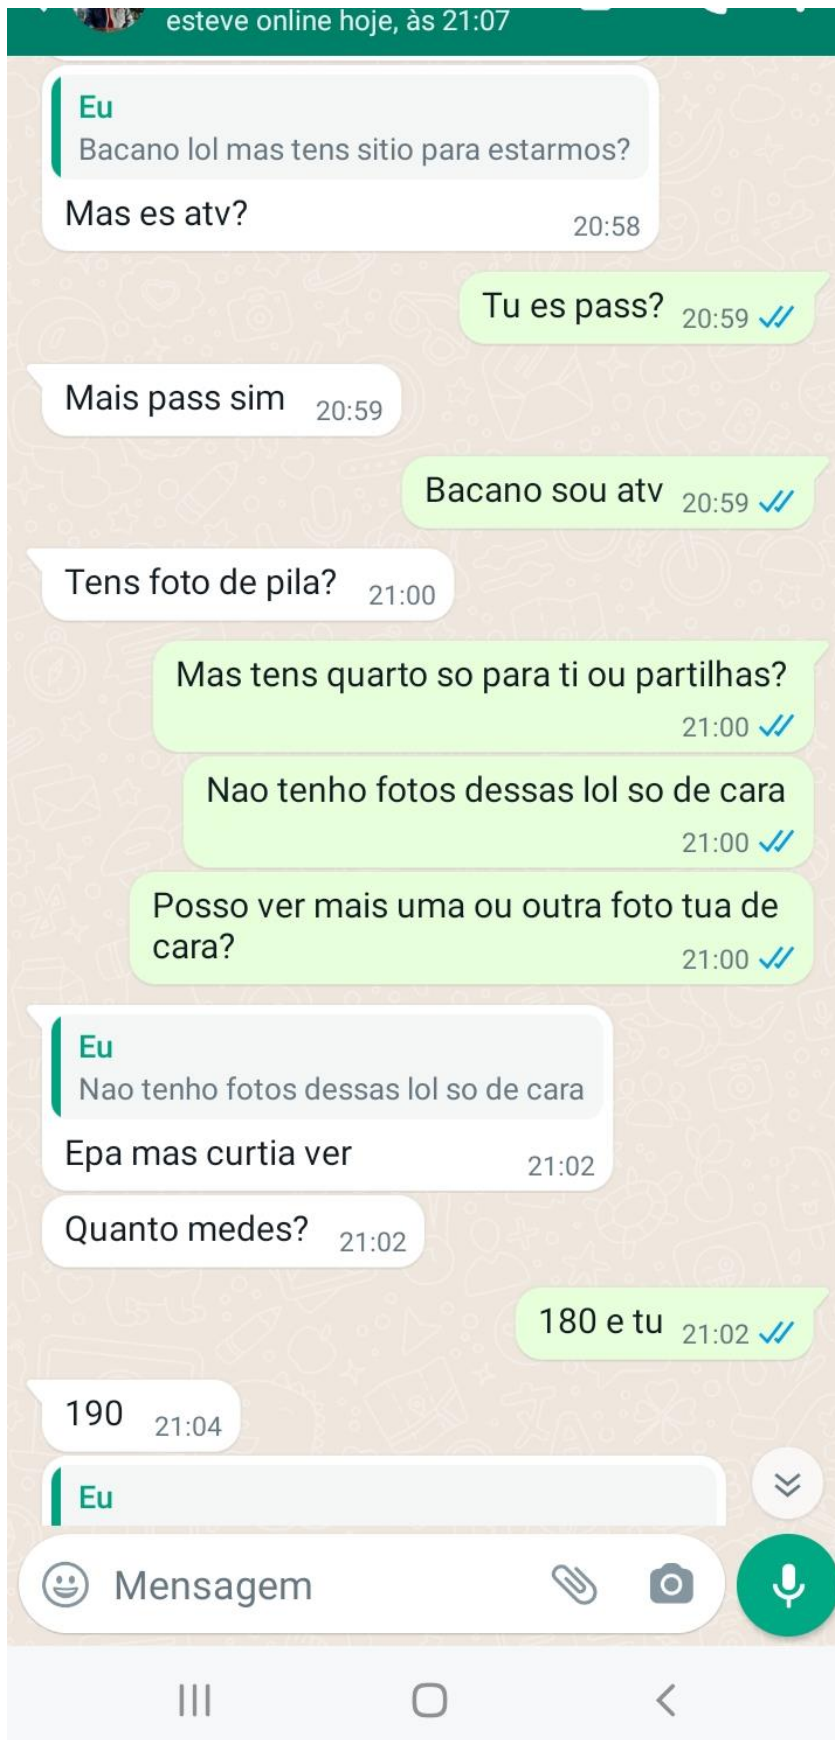 esteve online hoje, às 21:07
Eu
Bacano lol mas tens sitio para estarmos?
Mas es atv?
20:58
Tu es pass? 20:59
Mais pass sim 20:59
Bacano sou atv 20:59
Tens foto de pila? 21:00
Mas tens quarto so para ti ou partilhas?
21:00
Nao tenho fotos dessas lol so de cara
21:00
Posso ver mais uma ou outra foto tua de
cara?
21:00
Eu
Nao tenho fotos dessas lol so de cara
Epa mas curtia ver
21:02
Quanto medes? 21:02
180 e tu 21:02
190 21:04
Eu
Mensagem